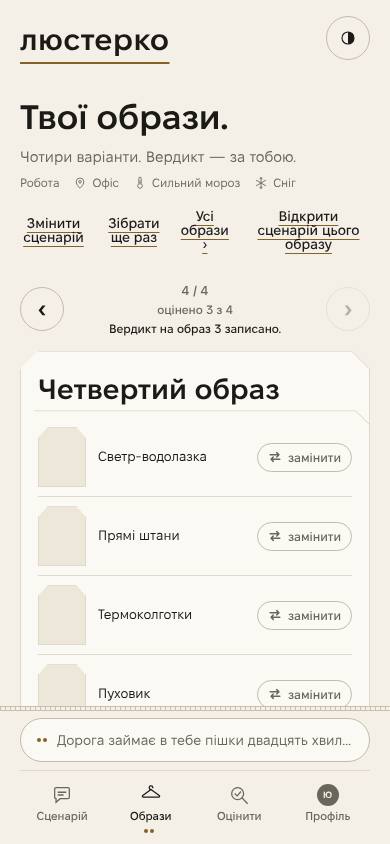 люстерко
Твої образи.
Чотири варіанти. Вердикт — за тобою.
Робота Офіс Сильний мороз Сніг
Змінити
сценарій
Зібрати
ще раз
Усі
образи
›
Відкрити
сценарій цього
образу
4 / 4
оцінено 3 з 4
Вердикт на образ 3 записано.
Четвертий образ
Светр-водолазка
замінити
Прямі штани
замінити
Термоколготки
замінити
Пуховик
замінити
Дорога займає в тебе пішки двадцять хвил...
Сценарій Образи Оцінити Ю Профіль